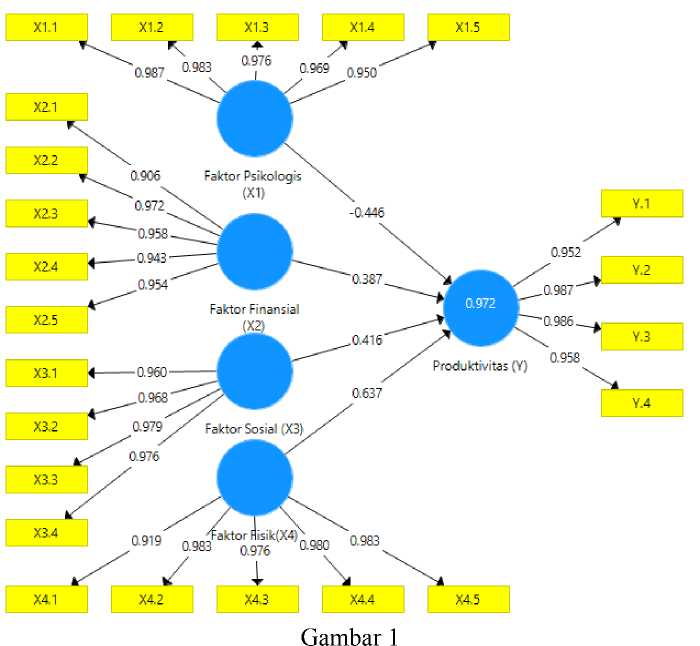 X1.1 X1.2 X1.3 X1.4 X1.5
0.987 0.983 0.976 0.969 0.950
X2.1
X2.2
X2.3
X2.4
X2.5
0.906
0.972
0.958
0.943
0.954
Faktor Psikologis
(X1)
-0.446
Faktor Finansial
(X2)
0.387
X3.1
X3.2
X3.3
X3.4
0.960
0.968
0.979
0.976
Faktor Sosial (X3)
0.416
0.637
0.972
Produktivitas (Y)
Y.1
Y.2
Y.3
Y.4
0.952
0.987
0.986
0.958
Faktor Fisik(X4)
0.919 0.983 0.976 0.980 0.983
X4.1 X4.2 X4.3 X4.4 X4.5
Gambar 1